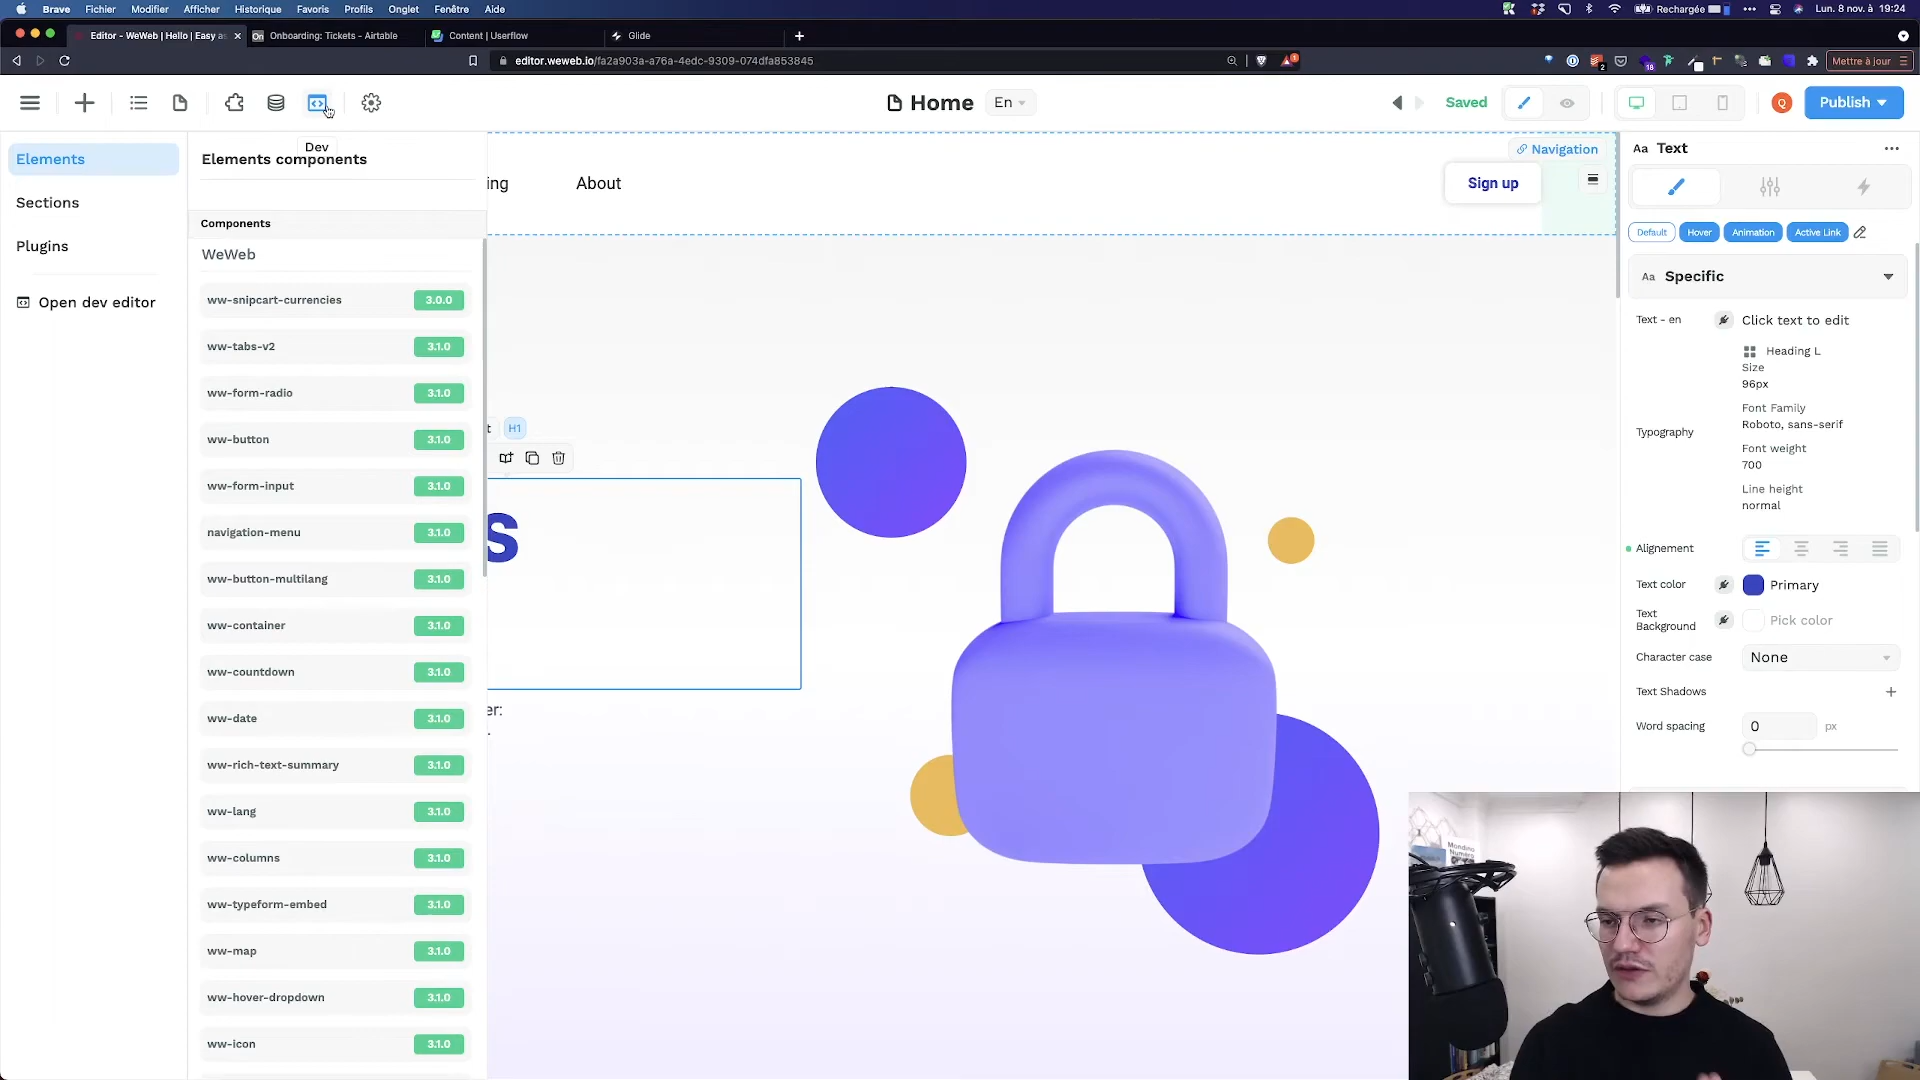 Brave Fichier Modifier Afficher Historique Favoris Profils Onglet Fenêtre Aide
Rechargée Lun. 8 nov. à 19:24
Editor - WeWeb | Hello | Easy as
Onboarding: Tickets - Airtable
Content | Userflow
Glide
editor.weweb.io/fa2a903a-a76a-4edc-9309-074dfa853845
Mettre à jour
Home
En
Saved
Q
Publish
Elements
Sections
Plugins
Open dev editor
Dev
Elements components
Components
WeWeb
ww-snipcart-currencies 3.0.0
ww-tabs-v2 3.1.0
ww-form-radio 3.1.0
ww-button 3.1.0
ww-form-input 3.1.0
navigation-menu 3.1.0
ww-button-multilang 3.1.0
ww-container 3.1.0
ww-countdown 3.1.0
ww-date 3.1.0
ww-rich-text-summary 3.1.0
ww-lang 3.1.0
ww-columns 3.1.0
ww-typeform-embed 3.1.0
ww-map 3.1.0
ww-hover-dropdown 3.1.0
ww-icon 3.1.0
ing
About
Navigation
Sign up
t H1
s
er:
.
Aa Text
Default Hover Animation Active Link
Aa Specific
Text - en Click text to edit
Heading L
Size
96px
Font Family
Roboto, sans-serif
Typography
Font weight
700
Line height
normal
Alignement
Text color Primary
Text
Background Pick color
Character case None
Text Shadows
Word spacing 0 px
Mondino
Numéro